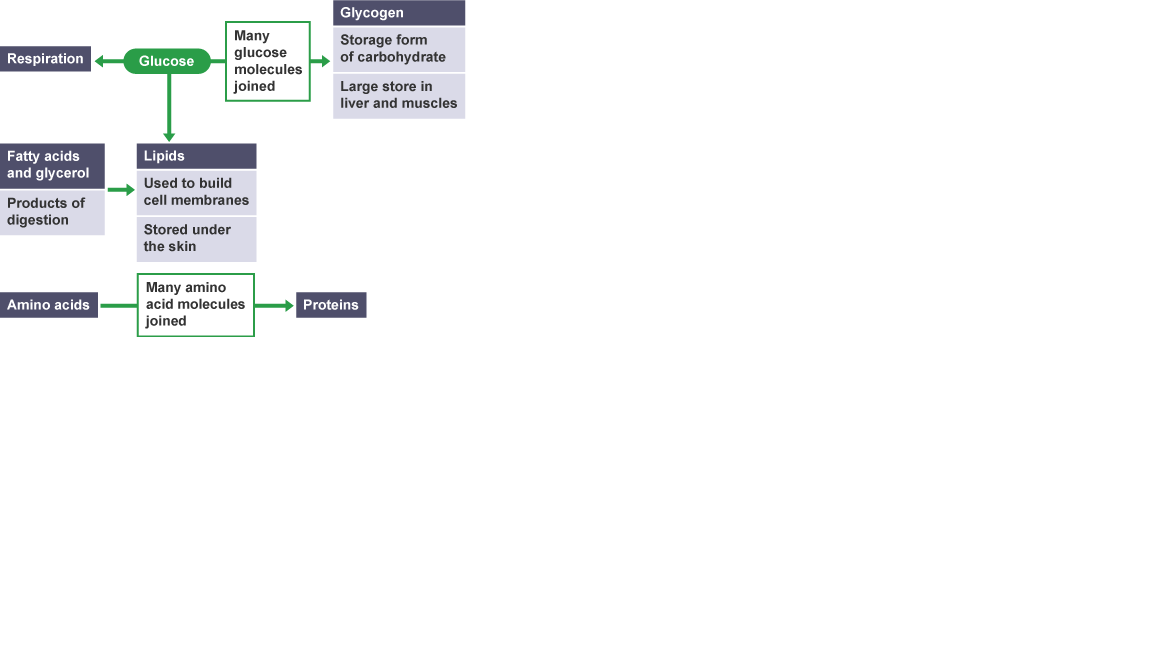 Respiration
Glucose
Many
glucose
molecules
joined
Glycogen
Storage form
of carbohydrate
Large store in
liver and muscles
Fatty acids
and glycerol
Products of
digestion
Lipids
Used to build
cell membranes
Stored under
the skin
Amino acids
Many amino
acid molecules
joined
Proteins